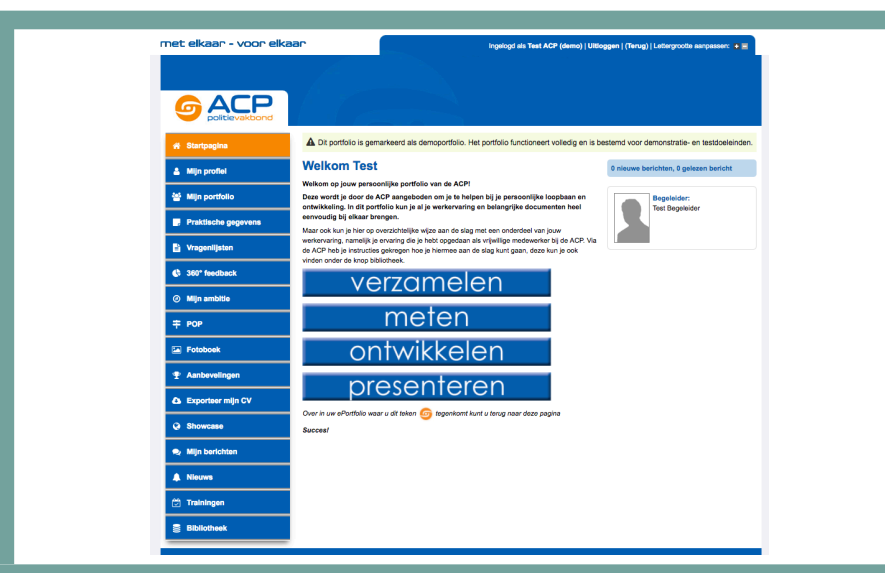 met elkaar - voor elkaar
Ingelogd als Test ACP (demo) | Uitloggen | (Terug) | Lettergrootte aanpassen: + -
ACP
politievakbond
Startpagina
Mijn profiel
Mijn portfolio
Praktische gegevens
Vragenlijsten
360° feedback
Mijn ambitie
POP
Fotoboek
Aanbevelingen
Exporteer mijn CV
Showcase
Mijn berichten
Nieuws
Trainingen
Bibliotheek
Dit portfolio is gemarkeerd als demoportfolio. Het portfolio functioneert volledig en is bestemd voor demonstratie- en testdoeleinden.
Welkom Test
Welkom op jouw persoonlijke portfolio van de ACP!
Deze wordt je door de ACP aangeboden om je te helpen bij je persoonlijke loopbaan en
ontwikkeling. In dit portfolio kun je al je werkervaring en belangrijke documenten heel
eenvoudig bij elkaar brengen.
Maar ook kun je hier op overzichtelijke wijze aan de slag met een onderdeel van jouw
werkervaring, namelijk je ervaring die je hebt opgedaan als vrijwillige medewerker bij de ACP. Via
de ACP heb je instructies gekregen hoe je hiermee aan de slag kunt gaan, deze kun je ook
vinden onder de knop bibliotheek.
verzamelen
meten
ontwikkelen
presenteren
Over in uw ePortfolio waar u dit teken tegenkomt kunt u terug naar deze pagina
Succes!
0 nieuwe berichten, 0 gelezen bericht
Begeleider:
Test Begeleider